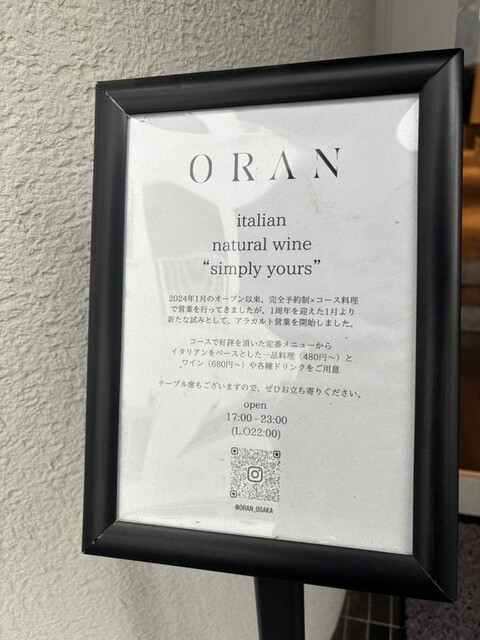 ORAN
italian
natural wine
“simply yours”
2024年1月のオープン以来、完全予約制×コース料理
で営業を行ってきましたが、1周年を迎えた1月より
新たな試みとして、アラカルト営業を開始しました。
コースで好評を頂いた定番メニューから
イタリアンをベースとした一品料理（480円～）と
ワイン（680円～）や各種ドリンクをご用意
テーブル席もございますので、ぜひお立ち寄りください。
open
17:00 - 23:00
(L.O22:00)
@ORAN_OSAKA